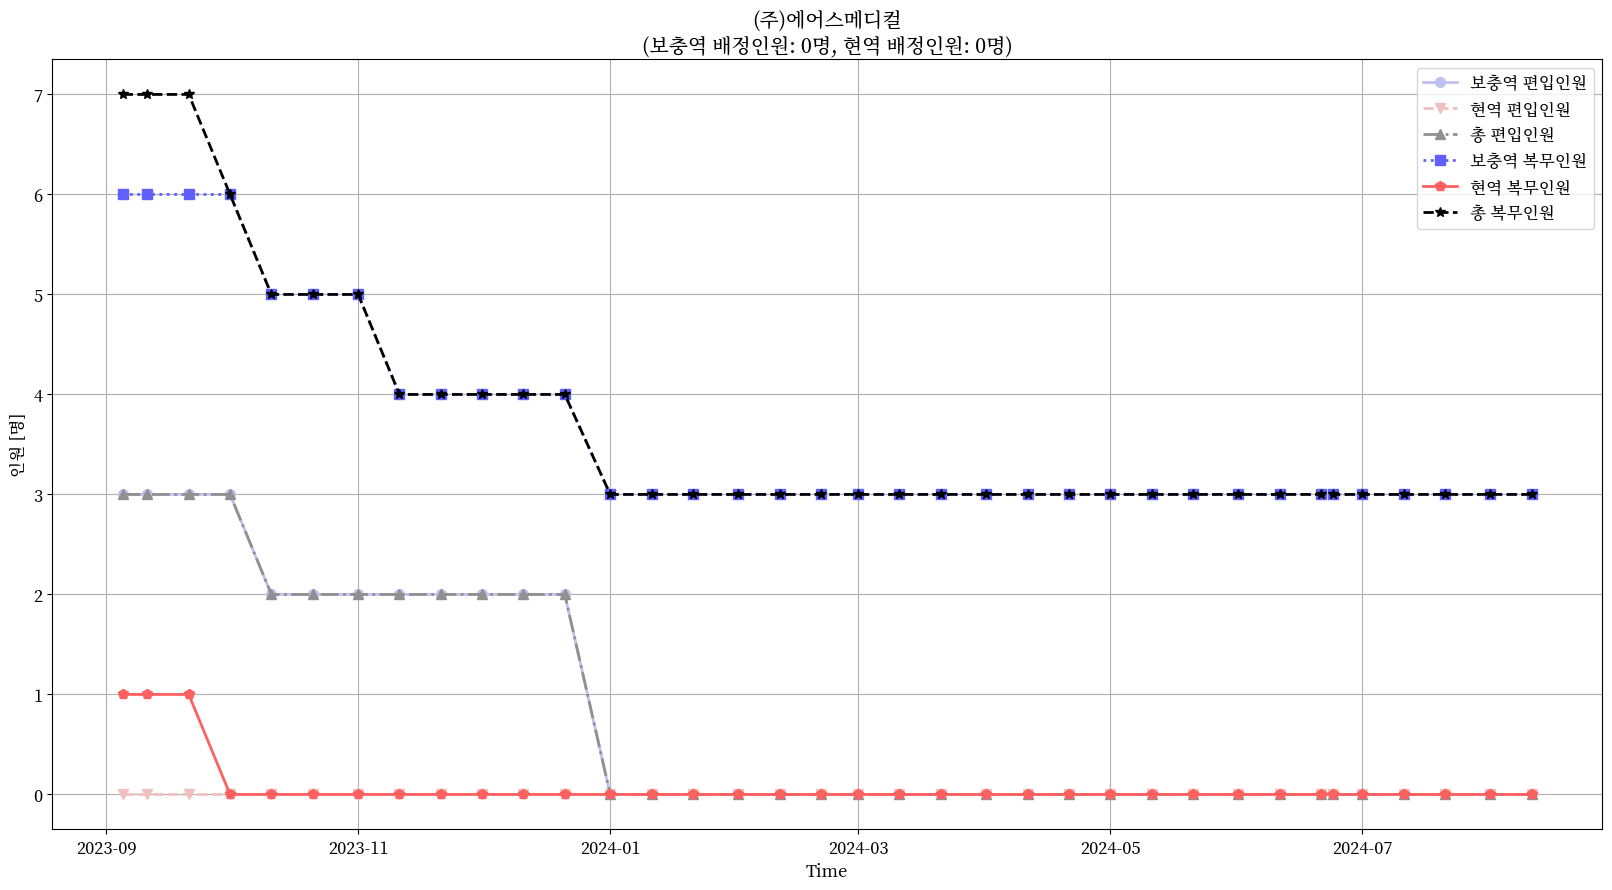 (주)에어스메디컬
(보충역 배정인원: 0명, 현역 배정인원: 0명)
보충역 편입인원
현역 편입인원
총 편입인원
보충역 복무인원
현역 복무인원
총 복무인원
7
6
5
4
3
2
1
0
인원 [명]
2023-09
2023-11
2024-01
2024-03
2024-05
2024-07
Time